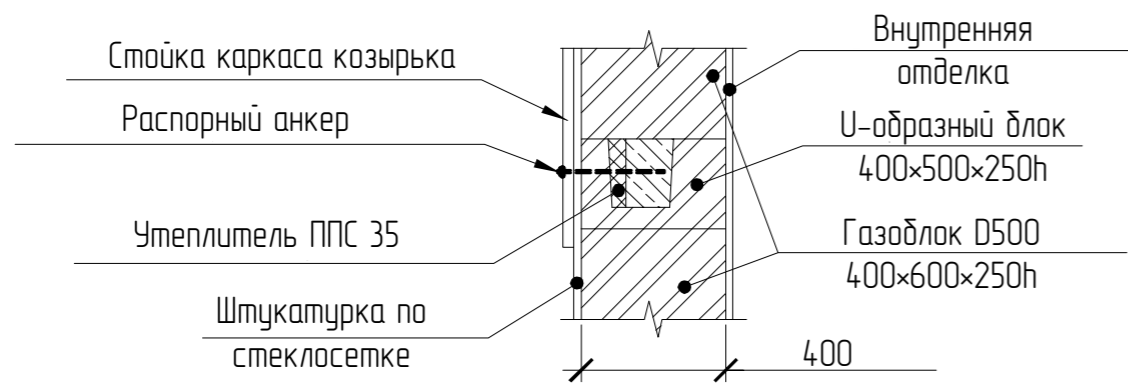 Стойка каркаса козырька
Распорный анкер
Утеплитель ППС 35
Штукатурка по
стеклосетке
Внутренняя
отделка
U-образный блок
400×500×250h
Газоблок D500
400×600×250h
400